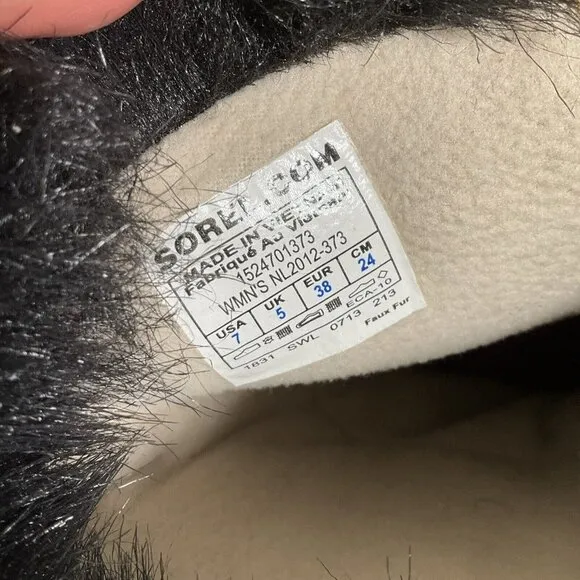 SOREL.COM
MADE IN VIETNAM
Fabriqué Au Vietnam
1524701373
WMN'S NL2012-373
USA UK EUR CM
7 5 38 24
ECA-10
1831 SWL 0713 213
Faux Fur